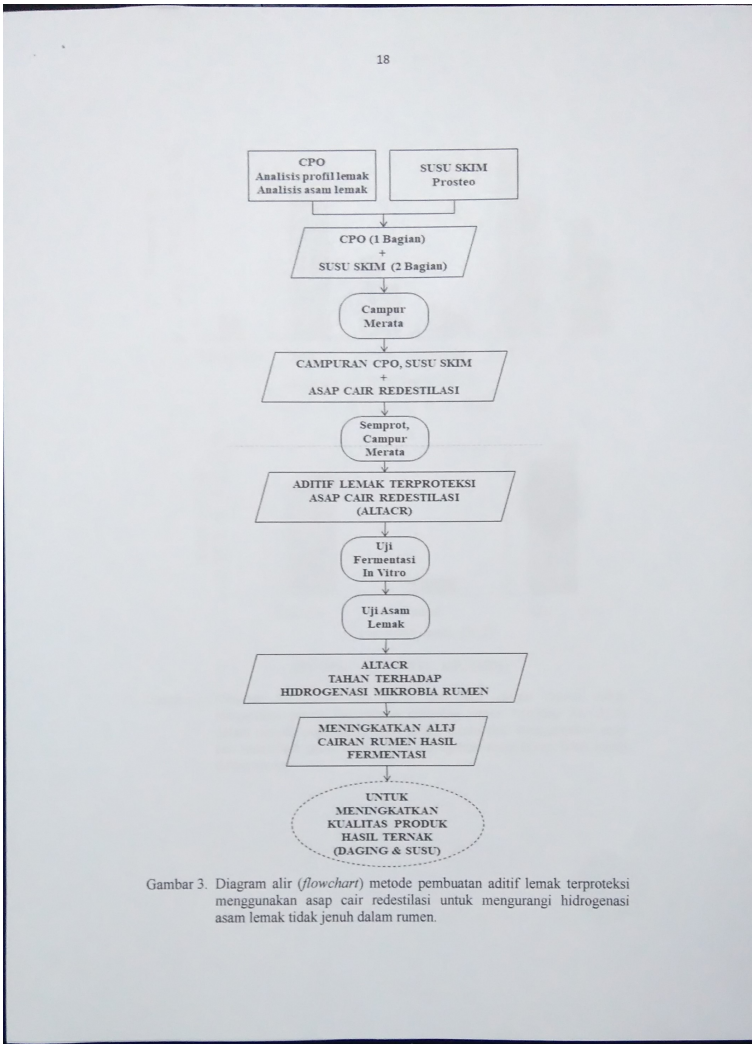 18
CPO
Analisis profil lemak
Analisis asam lemak
SUSU SKIM
Prosteo
CPO (1 Bagian)
+
SUSU SKIM (2 Bagian)
Campur
Merata
CAMPURAN CPO, SUSU SKIM
+
ASAP CAIR REDESTILASI
Semprot,
Campur
Merata
ADITIF LEMAK TERPROTEKSI
ASAP CAIR REDESTILASI
(ALTACR)
Uji
Fermentasi
In Vitro
Uji Asam
Lemak
ALTACR
TAHAN TERHADAP
HIDROGENASI MIKROBIA RUMEN
MENINGKATKAN ALTJ
CAIRAN RUMEN HASIL
FERMENTASI
UNTUK
MENINGKATKAN
KUALITAS PRODUK
HASIL TERNAK
(DAGING & SUSU)
Gambar 3. Diagram alir (flowchart) metode pembuatan aditif lemak terproteksi
menggunakan asap cair redestilasi untuk mengurangi hidrogenasi
asam lemak tidak jenuh dalam rumen.